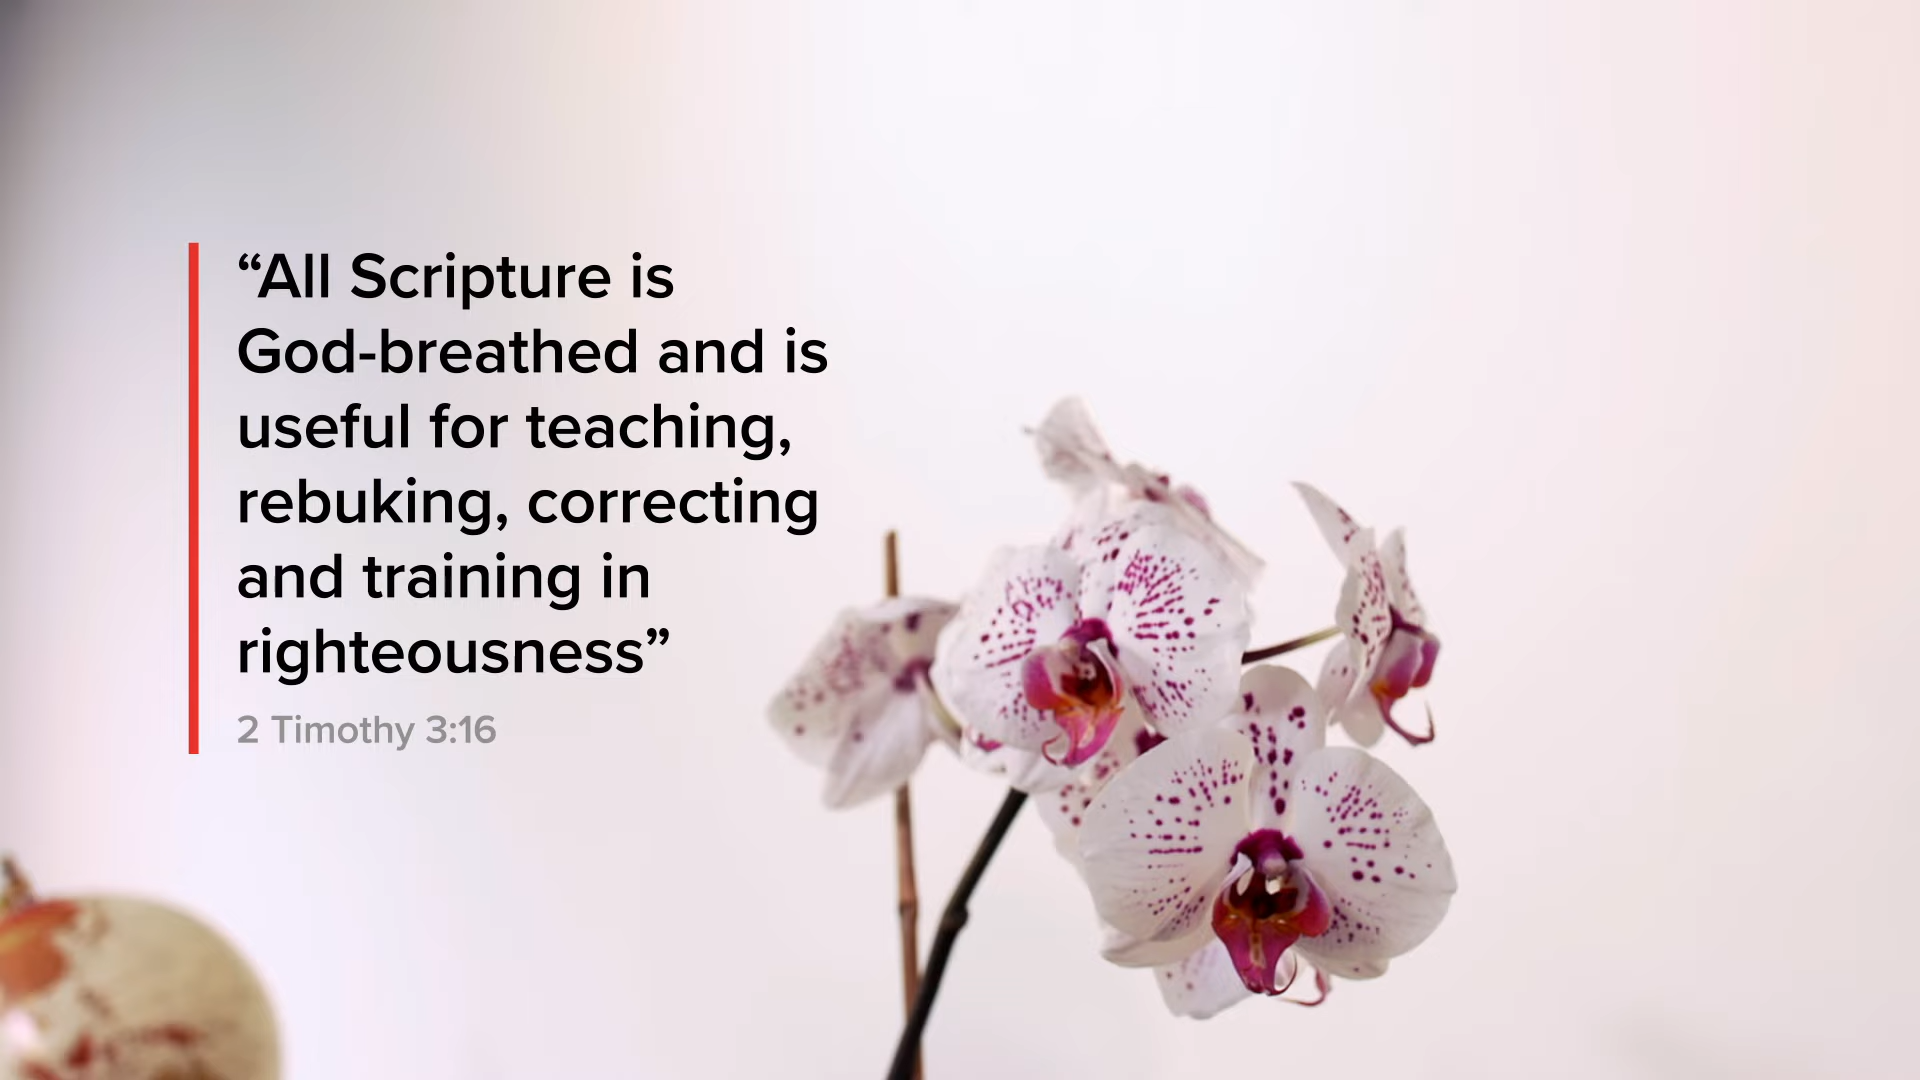 “All Scripture is
God-breathed and is
useful for teaching,
rebuking, correcting
and training in
righteousness”
2 Timothy 3:16